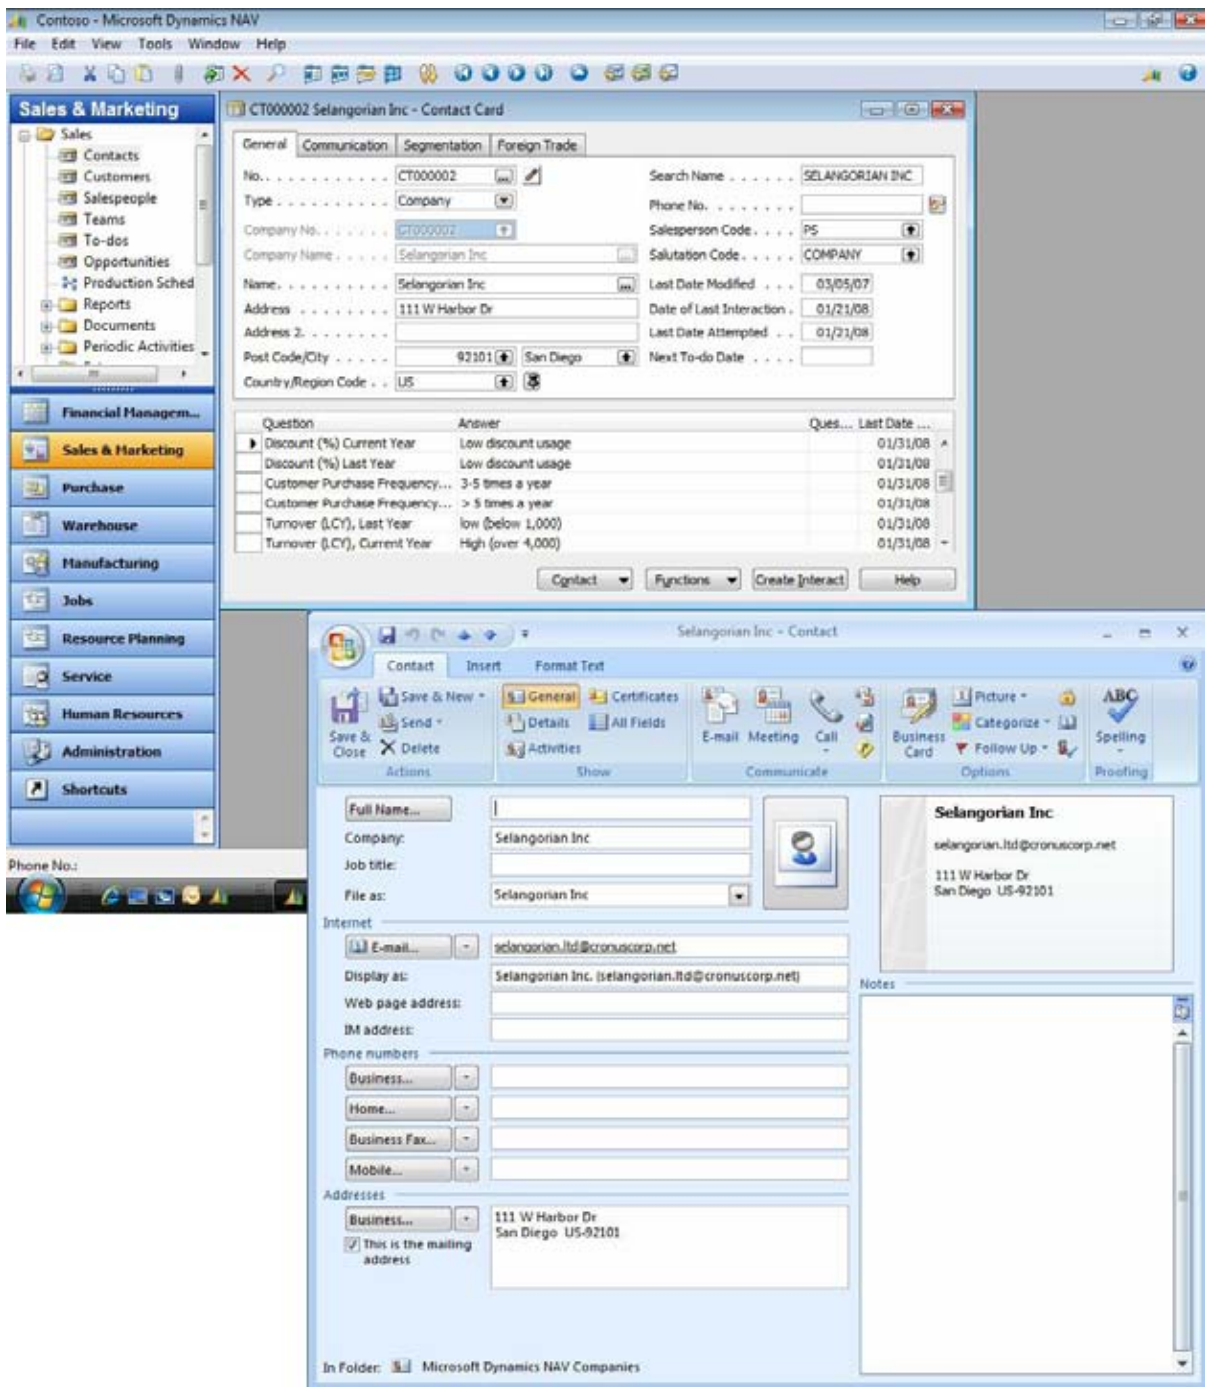 Contoso - Microsoft Dynamics NAV
File Edit View Tools Window Help
Sales & Marketing
Sales
Contacts
Customers
Salespeople
Teams
To-dos
Opportunities
Production Sched
Reports
Documents
Periodic Activities
Financial Managem...
Sales & Marketing
Purchase
Warehouse
Manufacturing
Jobs
Resource Planning
Service
Human Resources
Administration
Shortcuts
Phone No.:
CT000002 Selangorian Inc - Contact Card
General Communication Segmentation Foreign Trade
No. . . . . . . . . . . . CT000002
Type . . . . . . . . . . Company
Company No. . . . . . . CT000002
Company Name . . . . . Selangorian Inc
Name. . . . . . . . . . . Selangorian Inc
Address . . . . . . . . . 111 W Harbor Dr
Address 2. . . . . . . .
Post Code/City . . . . . 92101 San Diego
Country/Region Code . . US
Search Name . . . . . . SELANGORIAN INC
Phone No. . . . . . . .
Salesperson Code . . . . PS
Salutation Code . . . . . COMPANY
Last Date Modified . . . 03/05/07
Date of Last Interaction . 01/21/08
Last Date Attempted . . 01/21/08
Next To-do Date . . . .
Question Answer Ques... Last Date ...
Discount (%) Current Year Low discount usage 01/31/08
Discount (%) Last Year Low discount usage 01/31/08
Customer Purchase Frequency... 3-5 times a year 01/31/08
Customer Purchase Frequency... > 5 times a year 01/31/08
Turnover (LCY), Last Year low (below 1,000) 01/31/08
Turnover (LCY), Current Year High (over 4,000) 01/31/08
Contact Functions Create Interact Help
Selangorian Inc - Contact
Contact Insert Format Text
Save & Close
Save & New
Send
Delete
Actions
General Certificates
Details All Fields
Activities
Show
E-mail Meeting Call
Communicate
Business Card
Picture
Categorize
Follow Up
Options
ABC
Spelling
Proofing
Full Name...
Company: Selangorian Inc
Job title:
File as: Selangorian Inc
Internet
E-mail... selangorian.ltd@cronuscorp.net
Display as: Selangorian Inc. (selangorian.ltd@cronuscorp.net)
Web page address:
IM address:
Phone numbers
Business...
Home...
Business Fax...
Mobile...
Addresses
Business... 111 W Harbor Dr
San Diego US-92101
This is the mailing
address
Selangorian Inc
selangorian.ltd@cronuscorp.net
111 W Harbor Dr
San Diego US-92101
Notes
In Folder: Microsoft Dynamics NAV Companies